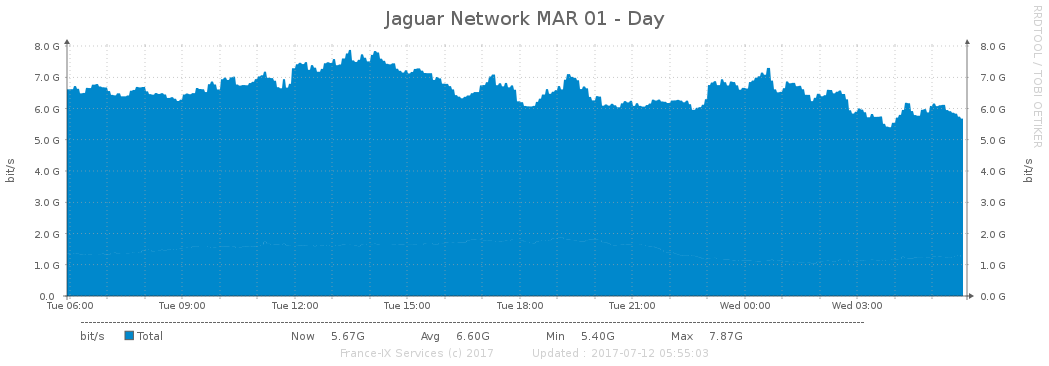 Jaguar Network MAR 01 - Day
RRDTOOL / TOBI OETIKER
bit/s
8.0 G
7.0 G
6.0 G
5.0 G
4.0 G
3.0 G
2.0 G
1.0 G
0.0
8.0 G
7.0 G
6.0 G
5.0 G
4.0 G
3.0 G
2.0 G
1.0 G
0.0 G
bit/s
Tue 06:00 Tue 09:00 Tue 12:00 Tue 15:00 Tue 18:00 Tue 21:00 Wed 00:00 Wed 03:00
bit/s Total Now 5.67G Avg 6.60G Min 5.40G Max 7.87G
France-IX Services (c) 2017 Updated : 2017-07-12 05:55:03